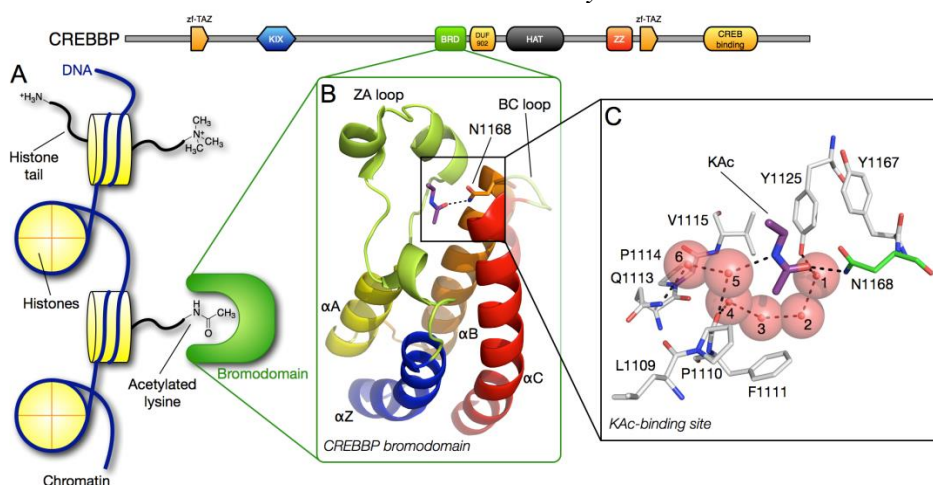 CREBBP
zf-TAZ
KIX
BRD
DUF
902
HAT
ZZ
zf-TAZ
CREB
binding
A
DNA
⁺H₃N
CH₃
N⁺
CH₃
H₃C
Histone
tail
Histones
H
N
CH₃
O
Acetylated
lysine
Bromodomain
Chromatin
B
ZA loop
BC loop
N1168
αA
αB
αC
αZ
CREBBP bromodomain
C
KAc
Y1125
Y1167
V1115
P1114
Q1113
N1168
6
5
4
3
2
1
L1109
P1110
F1111
KAc-binding site